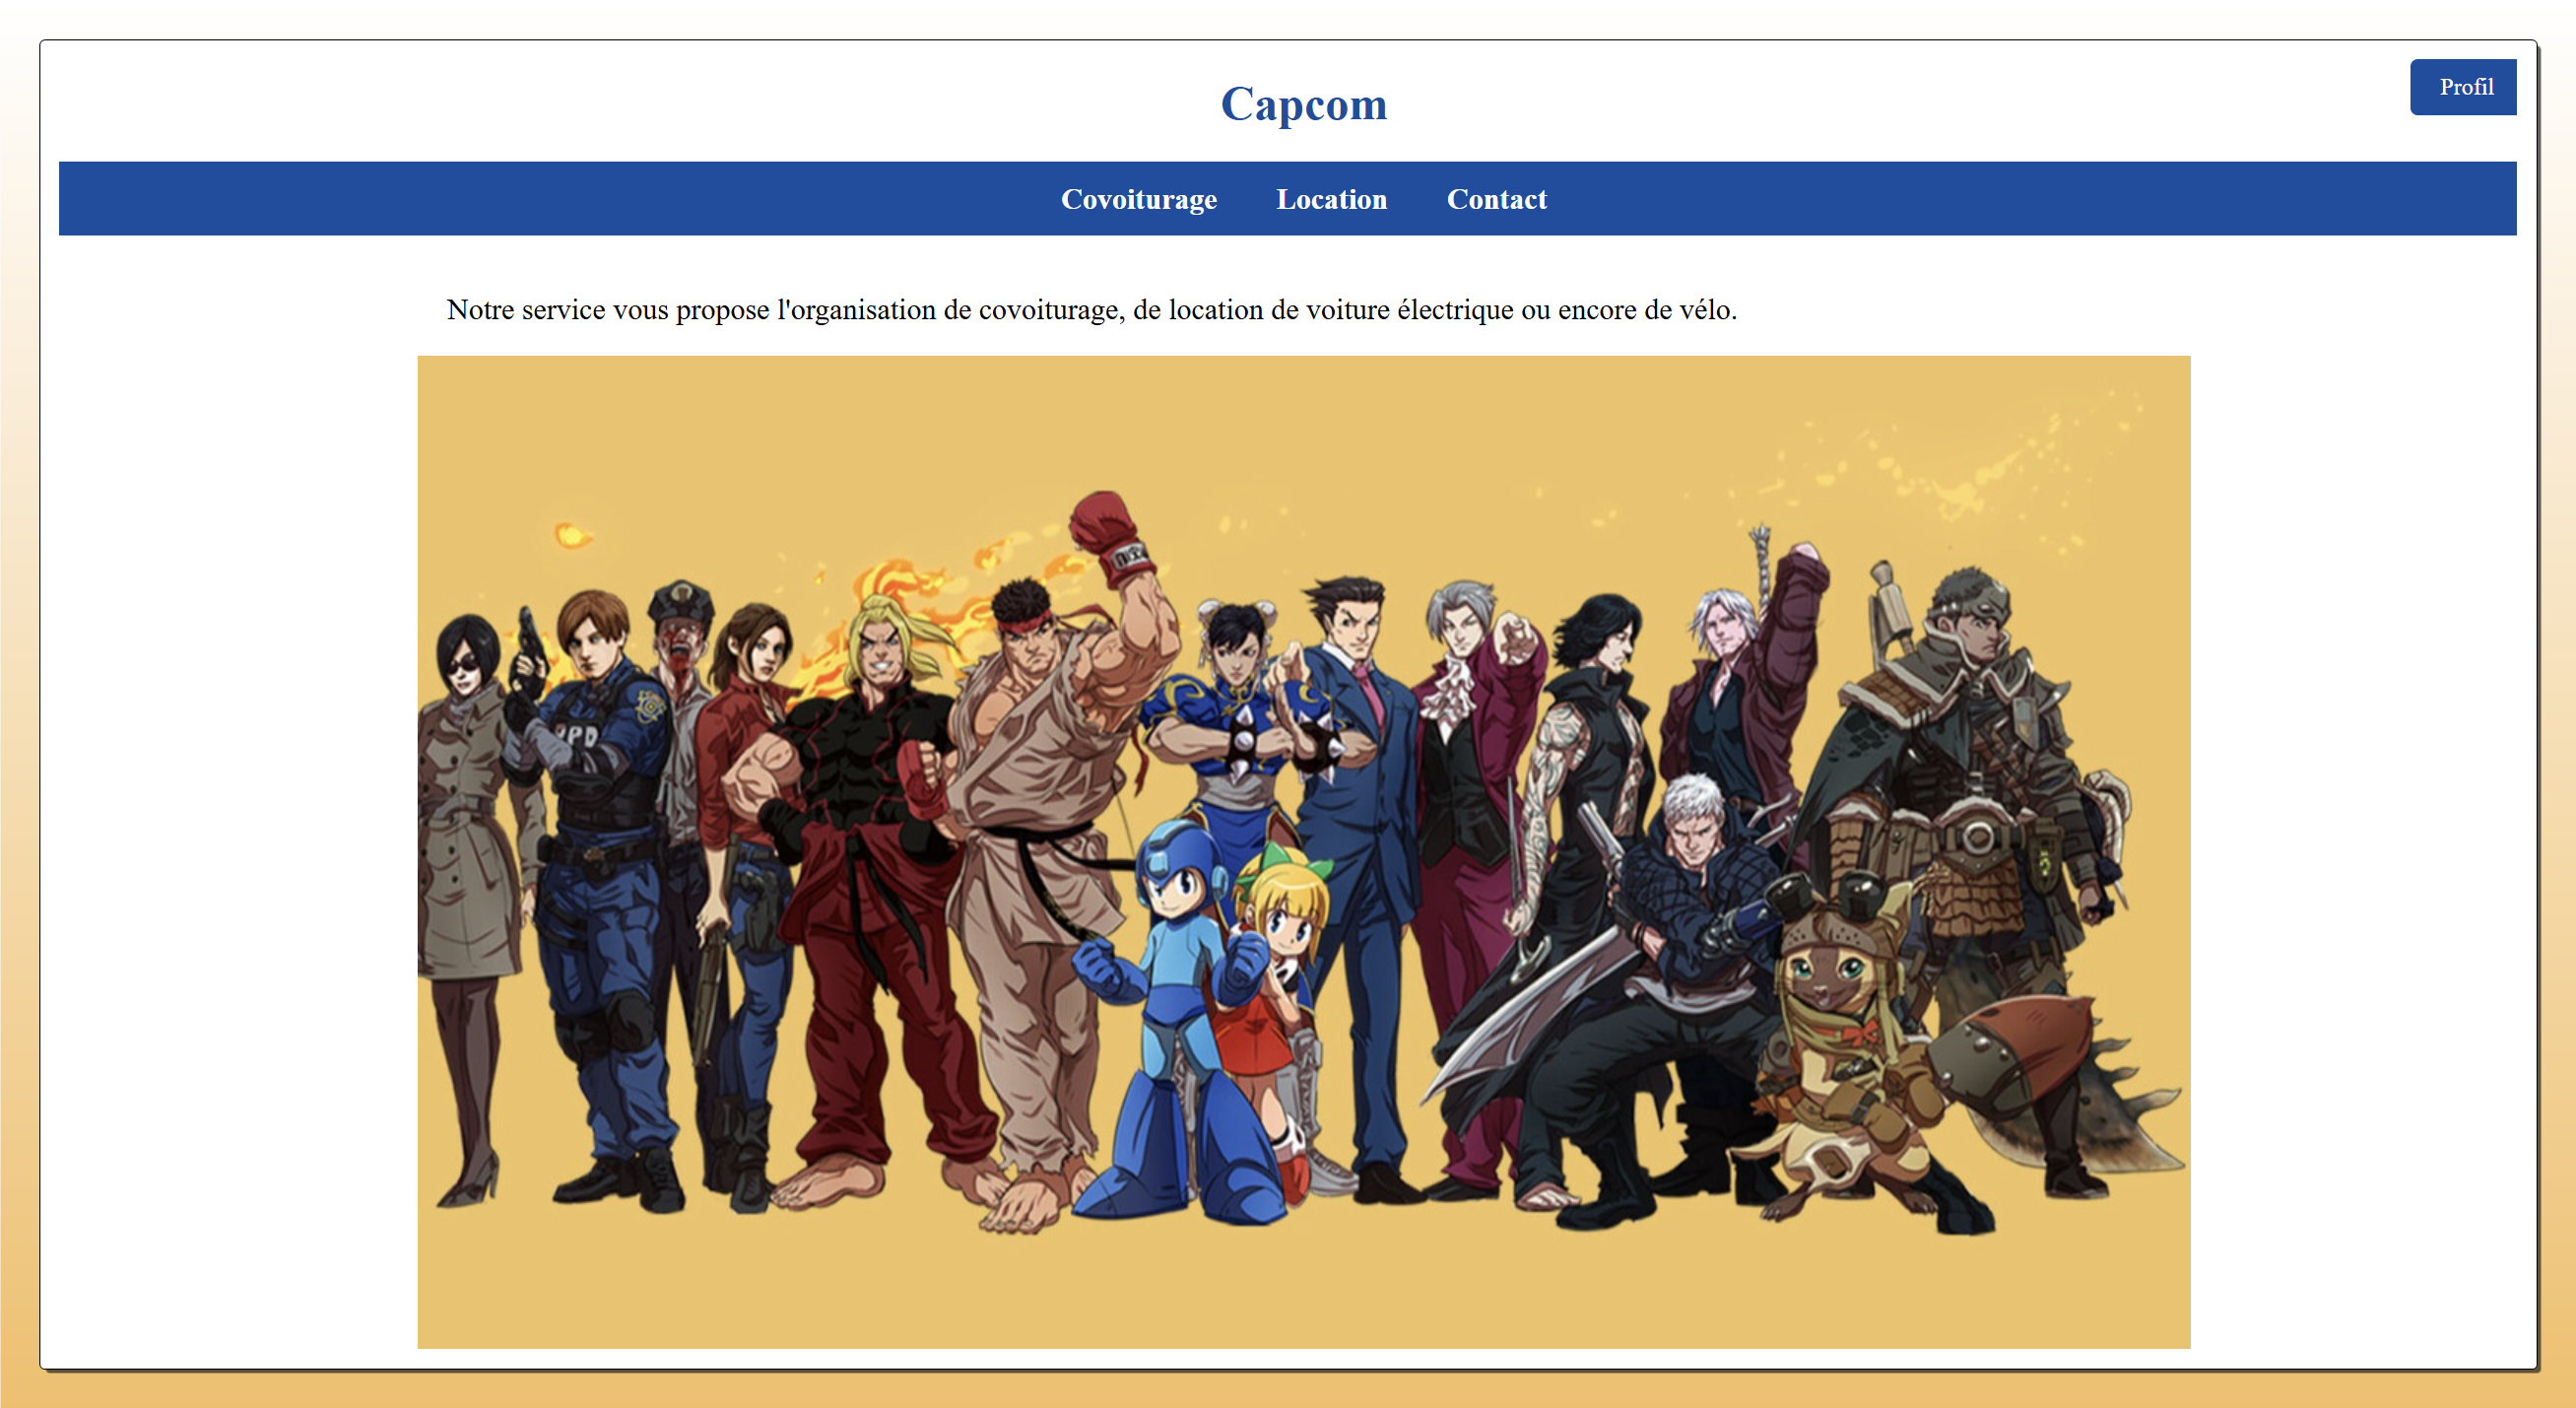 Profil
Capcom
Covoiturage Location Contact
Notre service vous propose l'organisation de covoiturage, de location de voiture électrique ou encore de vélo.
RPD